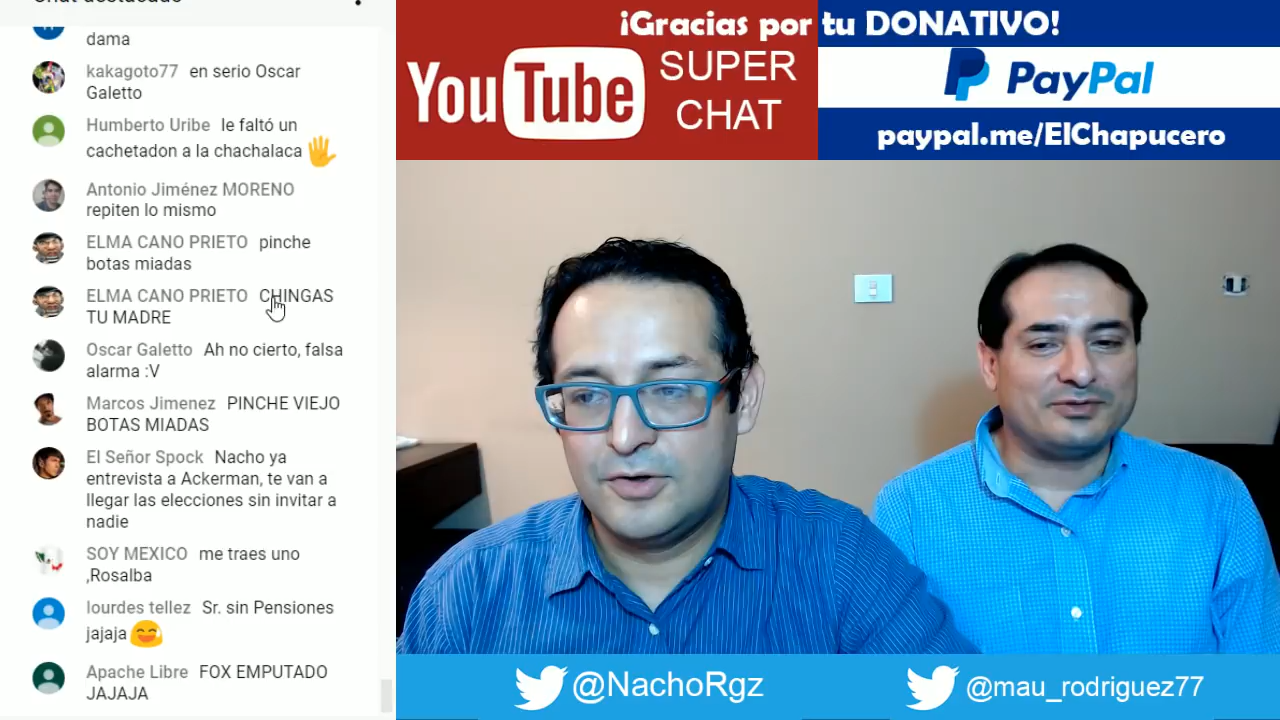 Chat destacado
dama
kakagoto77 en serio Oscar
Galetto
Humberto Uribe le faltó un
cachetadon a la chachalaca
Antonio Jiménez MORENO
repiten lo mismo
ELMA CANO PRIETO pinche
botas miadas
ELMA CANO PRIETO CHINGAS
TU MADRE
Oscar Galetto Ah no cierto, falsa
alarma :V
Marcos Jimenez PINCHE VIEJO
BOTAS MIADAS
El Señor Spock Nacho ya
entrevista a Ackerman, te van a
llegar las elecciones sin invitar a
nadie
SOY MEXICO me traes uno
,Rosalba
lourdes tellez Sr. sin Pensiones
jajaja
Apache Libre FOX EMPUTADO
JAJAJA
¡Gracias por tu DONATIVO!
YouTube
SUPER
CHAT
PayPal
paypal.me/ElChapucero
@NachoRgz
@mau_rodriguez77